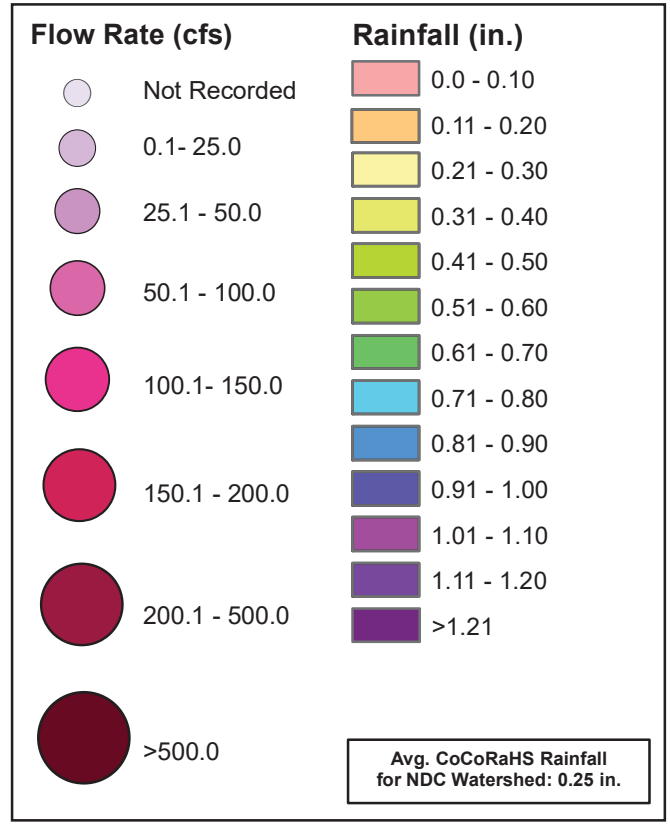 Flow Rate (cfs)
Not Recorded
0.1- 25.0
25.1 - 50.0
50.1 - 100.0
100.1- 150.0
150.1 - 200.0
200.1 - 500.0
>500.0
Rainfall (in.)
0.0 - 0.10
0.11 - 0.20
0.21 - 0.30
0.31 - 0.40
0.41 - 0.50
0.51 - 0.60
0.61 - 0.70
0.71 - 0.80
0.81 - 0.90
0.91 - 1.00
1.01 - 1.10
1.11 - 1.20
>1.21
Avg. CoCoRaHS Rainfall
for NDC Watershed: 0.25 in.